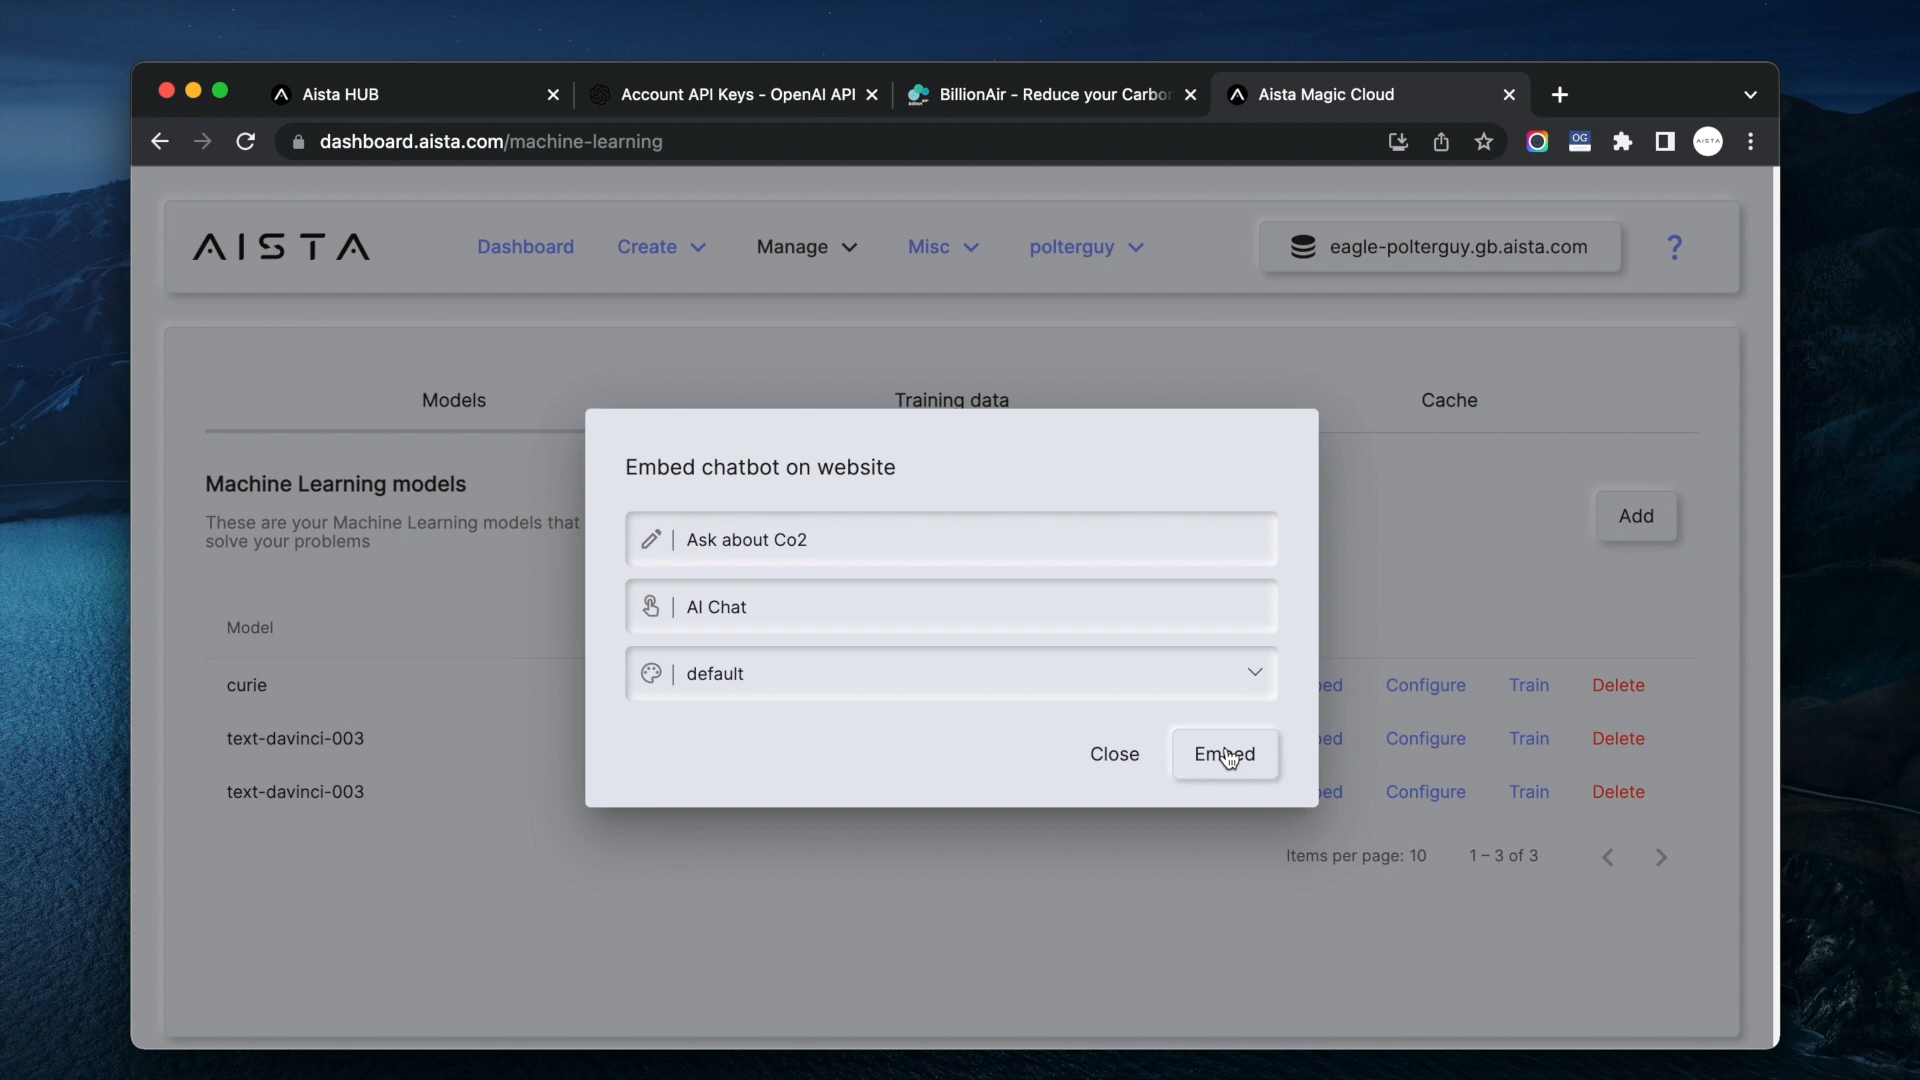 Aista HUB
Account API Keys - OpenAI API
BillionAir - Reduce your Carbo
Aista Magic Cloud
dashboard.aista.com/machine-learning
OG
AISTA
AISTA
Dashboard
Create
Manage
Misc
polterguy
eagle-polterguy.gb.aista.com
?
Models
Training data
Cache
Machine Learning models
These are your Machine Learning models that
solve your problems
Add
Embed chatbot on website
Ask about Co2
AI Chat
default
Close
Embed
Model
curie
Configure Train Delete
text-davinci-003
Configure Train Delete
text-davinci-003
Configure Train Delete
Items per page: 10
1 – 3 of 3